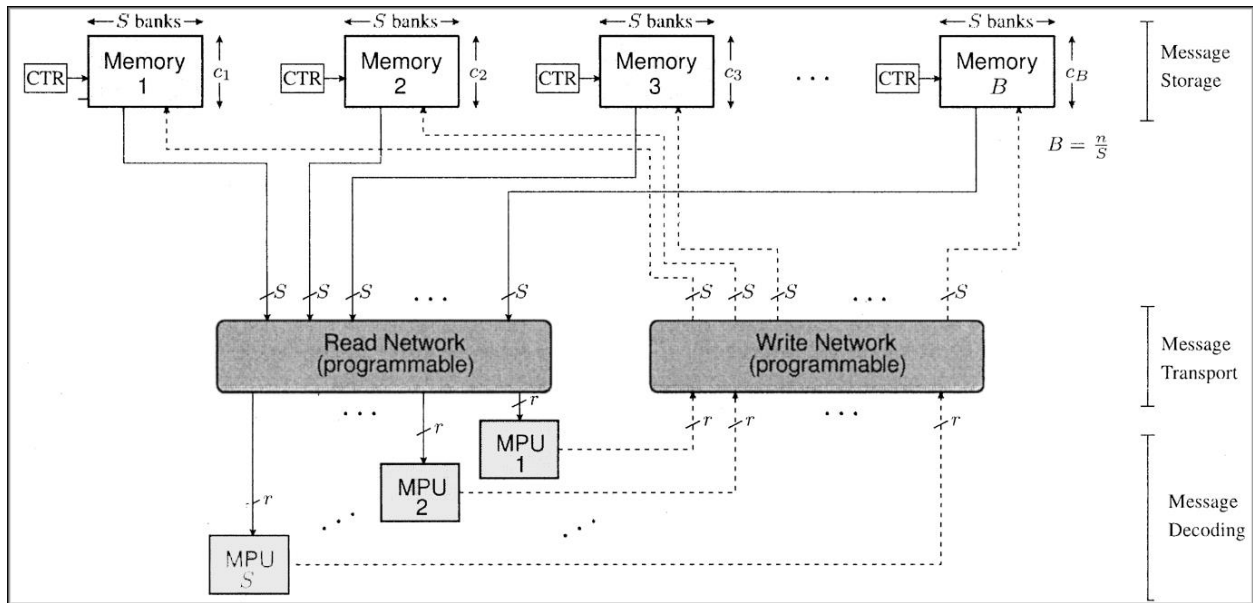 S banks
S banks
S banks
S banks
CTR
Memory
1
c1
CTR
Memory
2
c2
CTR
Memory
3
c3
. . .
CTR
Memory
B
cB
Message
Storage
B = n/S
S
S
S
. . .
S
S
S
S
. . .
S
Read Network
(programmable)
Write Network
(programmable)
Message
Transport
. . .
r
r
r
r
. . .
r
r
MPU
1
MPU
2
. . .
. . .
MPU
S
Message
Decoding